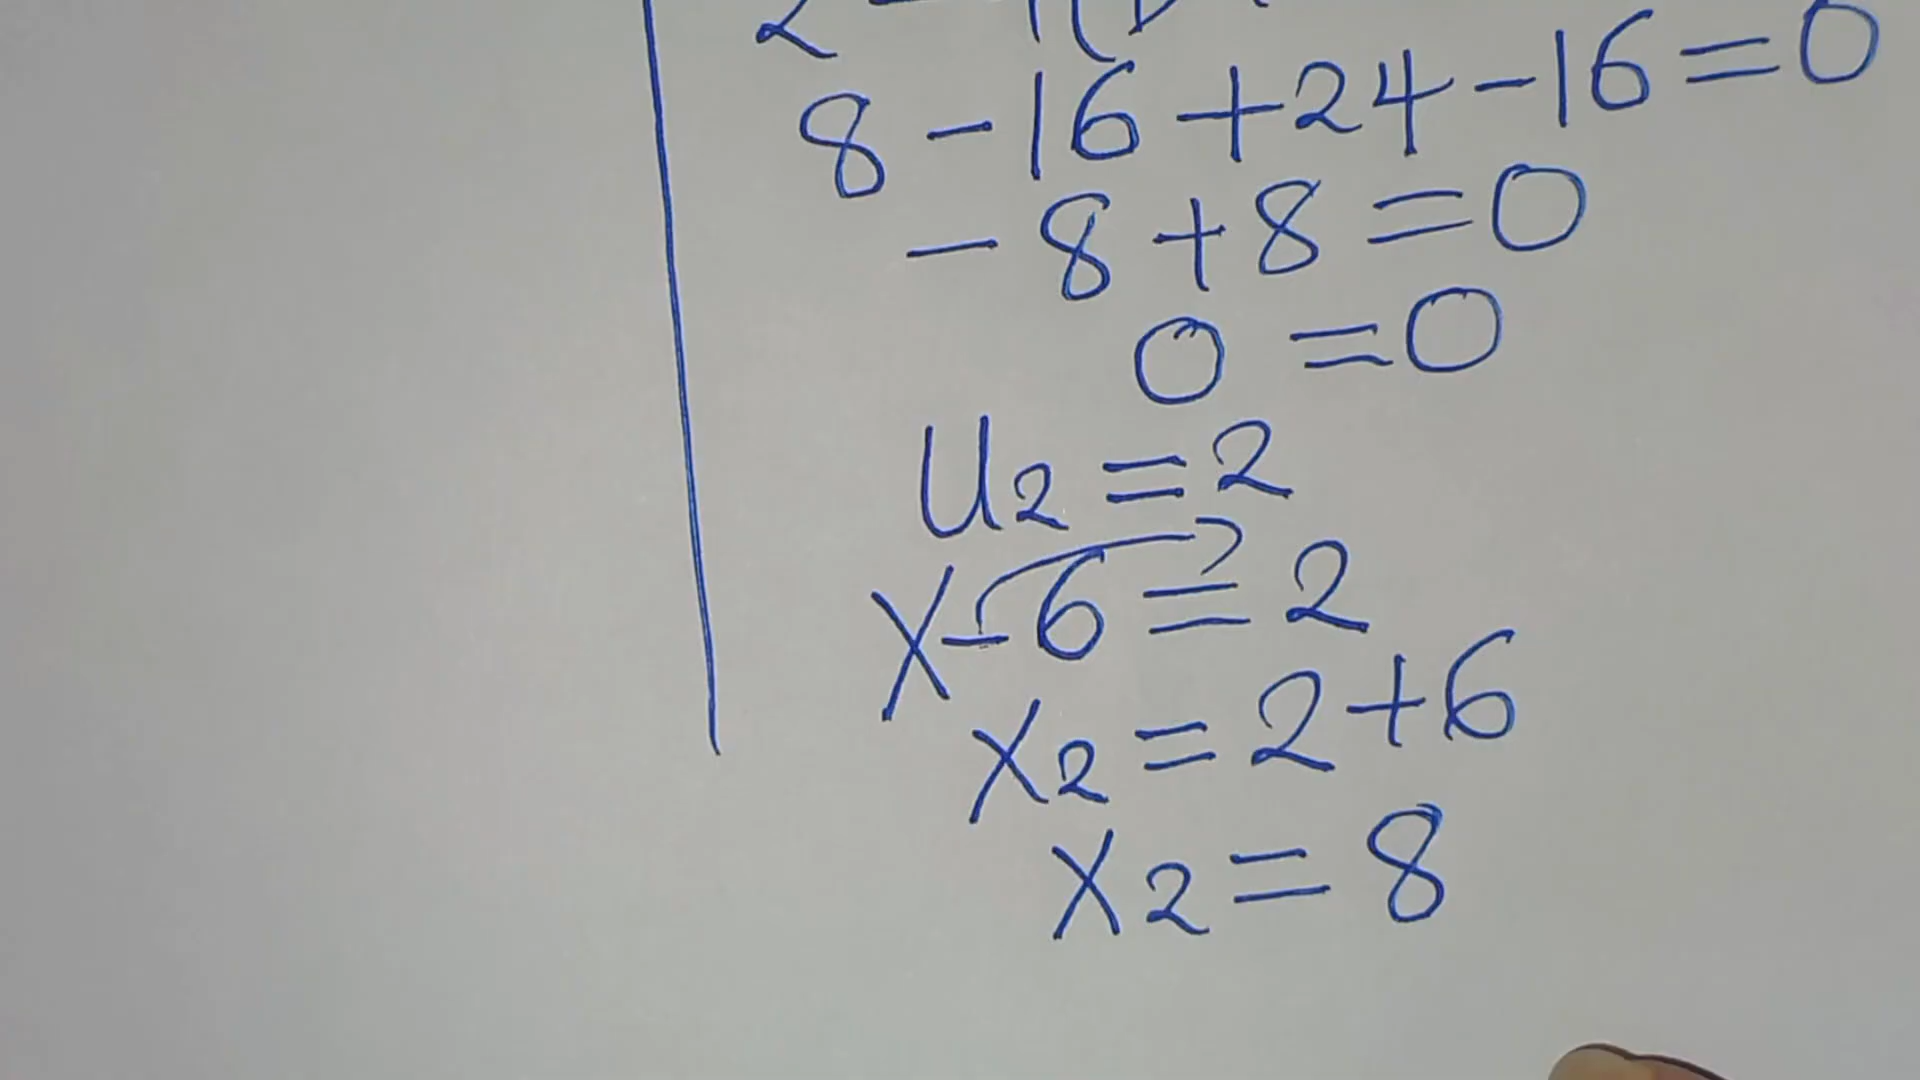 8 - 16 + 24 - 16 = 0
- 8 + 8 = 0
0 = 0
U2 = 2
X - 6 = 2
X2 = 2 + 6
X2 = 8